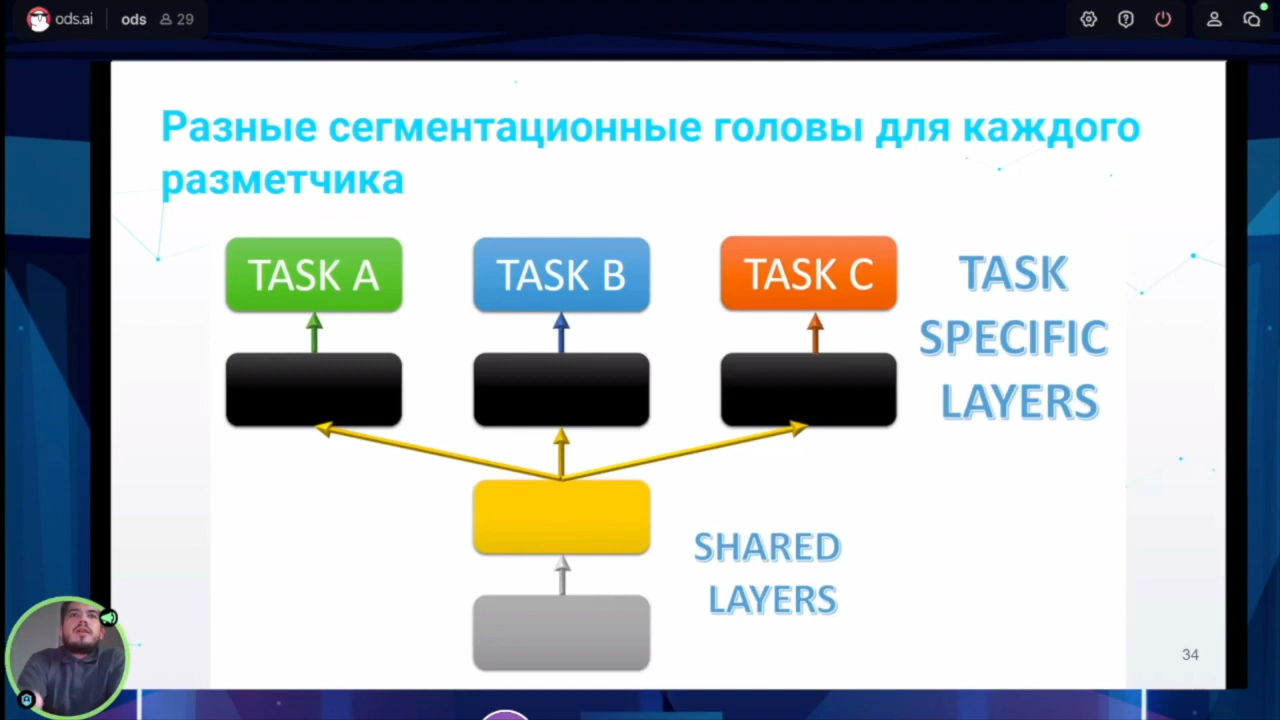 ods.ai ods 29
Разные сегментационные головы для каждого
разметчика
TASK A TASK B TASK C
TASK
SPECIFIC
LAYERS
SHARED
LAYERS
34